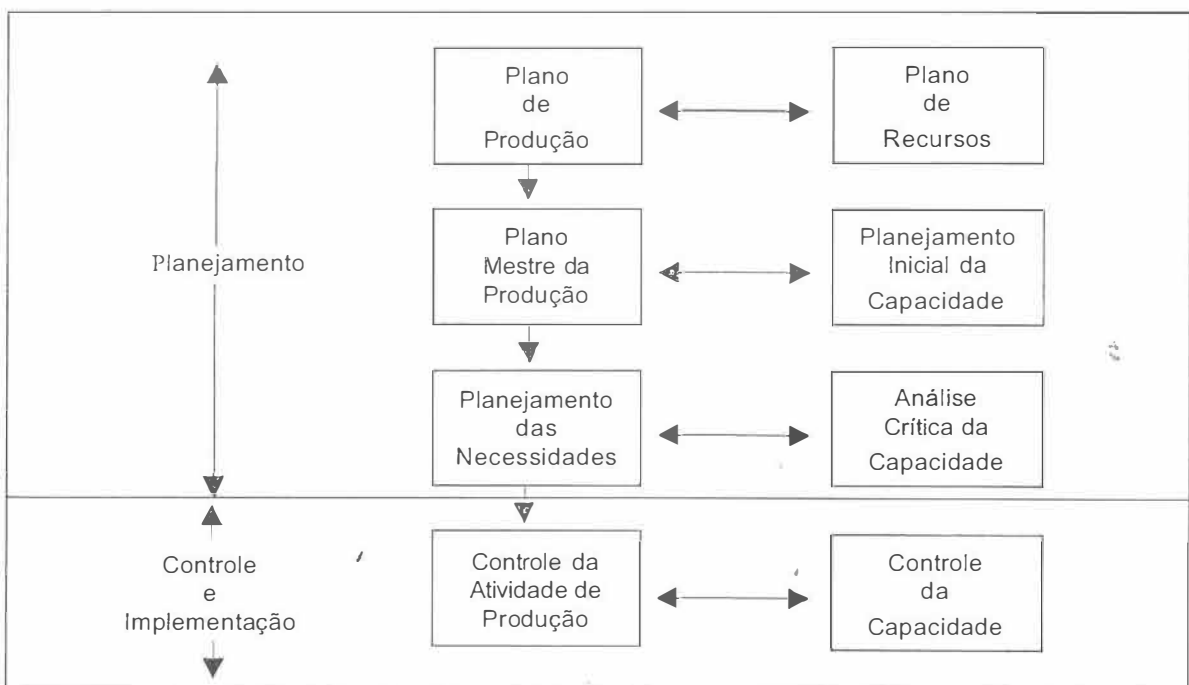 Plano
de
Produção
Plano
de
Recursos
Planejamento
Plano
Mestre da
Produção
Planejamento
Inicial da
Capacidade
Planejamento
das
Necessidades
Análise
Crítica da
Capacidade
Controle
e
Implementação
Controle da
Atividade de
Produção
Controle
da
Capacidade